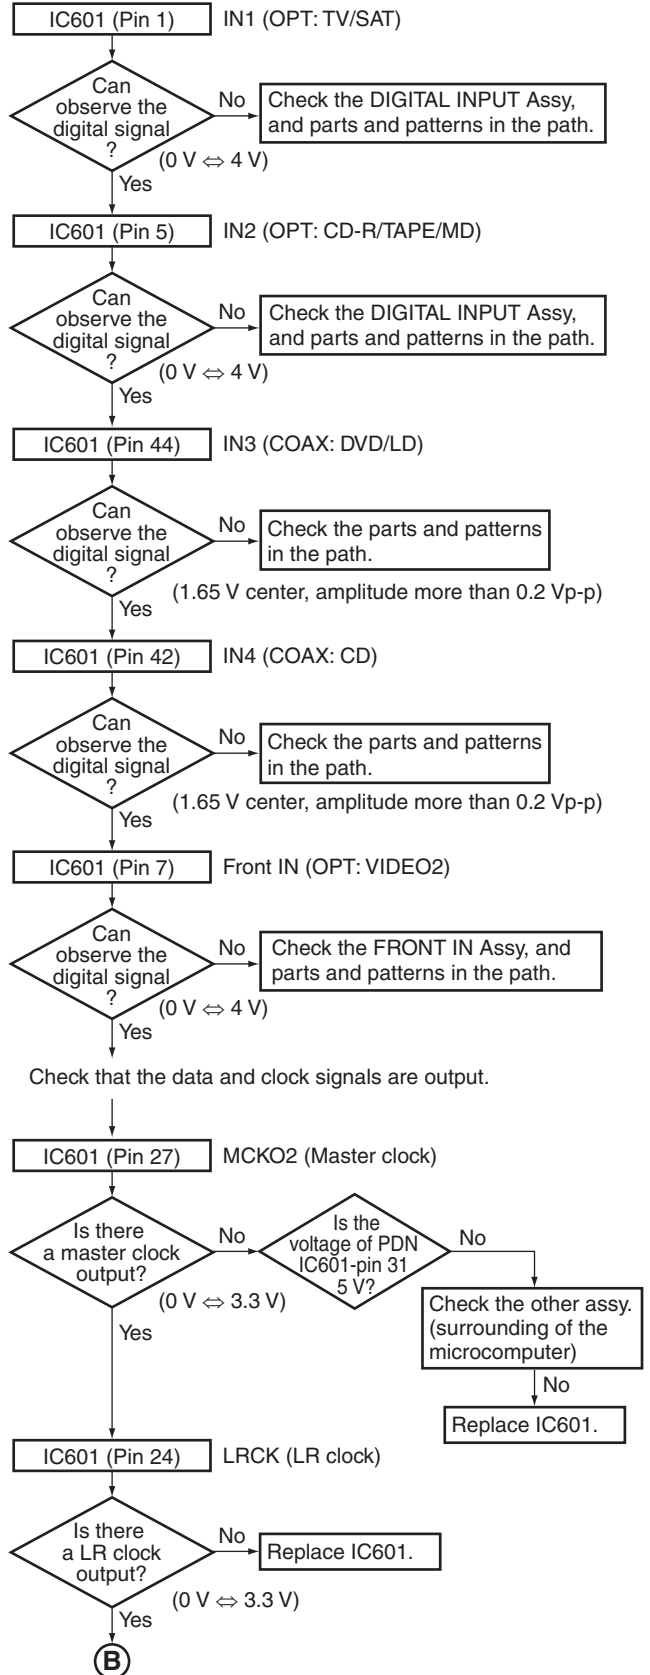 IC601 (Pin 1)
IN1 (OPT: TV/SAT)
Can
observe the
digital signal
?
No
Check the DIGITAL INPUT Assy,
and parts and patterns in the path.
(0 V ⇔ 4 V)
Yes
IC601 (Pin 5)
IN2 (OPT: CD-R/TAPE/MD)
Can
observe the
digital signal
?
No
Check the DIGITAL INPUT Assy,
and parts and patterns in the path.
(0 V ⇔ 4 V)
Yes
IC601 (Pin 44)
IN3 (COAX: DVD/LD)
Can
observe the
digital signal
?
No
Check the parts and patterns
in the path.
(1.65 V center, amplitude more than 0.2 Vp-p)
Yes
IC601 (Pin 42)
IN4 (COAX: CD)
Can
observe the
digital signal
?
No
Check the parts and patterns
in the path.
(1.65 V center, amplitude more than 0.2 Vp-p)
Yes
IC601 (Pin 7)
Front IN (OPT: VIDEO2)
Can
observe the
digital signal
?
No
Check the FRONT IN Assy, and
parts and patterns in the path.
(0 V ⇔ 4 V)
Yes
Check that the data and clock signals are output.
IC601 (Pin 27)
MCKO2 (Master clock)
Is there
a master clock
output?
No
(0 V ⇔ 3.3 V)
Yes
Is the
voltage of PDN
IC601-pin 31
5 V?
No
Check the other assy.
(surrounding of the
microcomputer)
No
Replace IC601.
IC601 (Pin 24)
LRCK (LR clock)
Is there
a LR clock
output?
No
Replace IC601.
(0 V ⇔ 3.3 V)
Yes
B